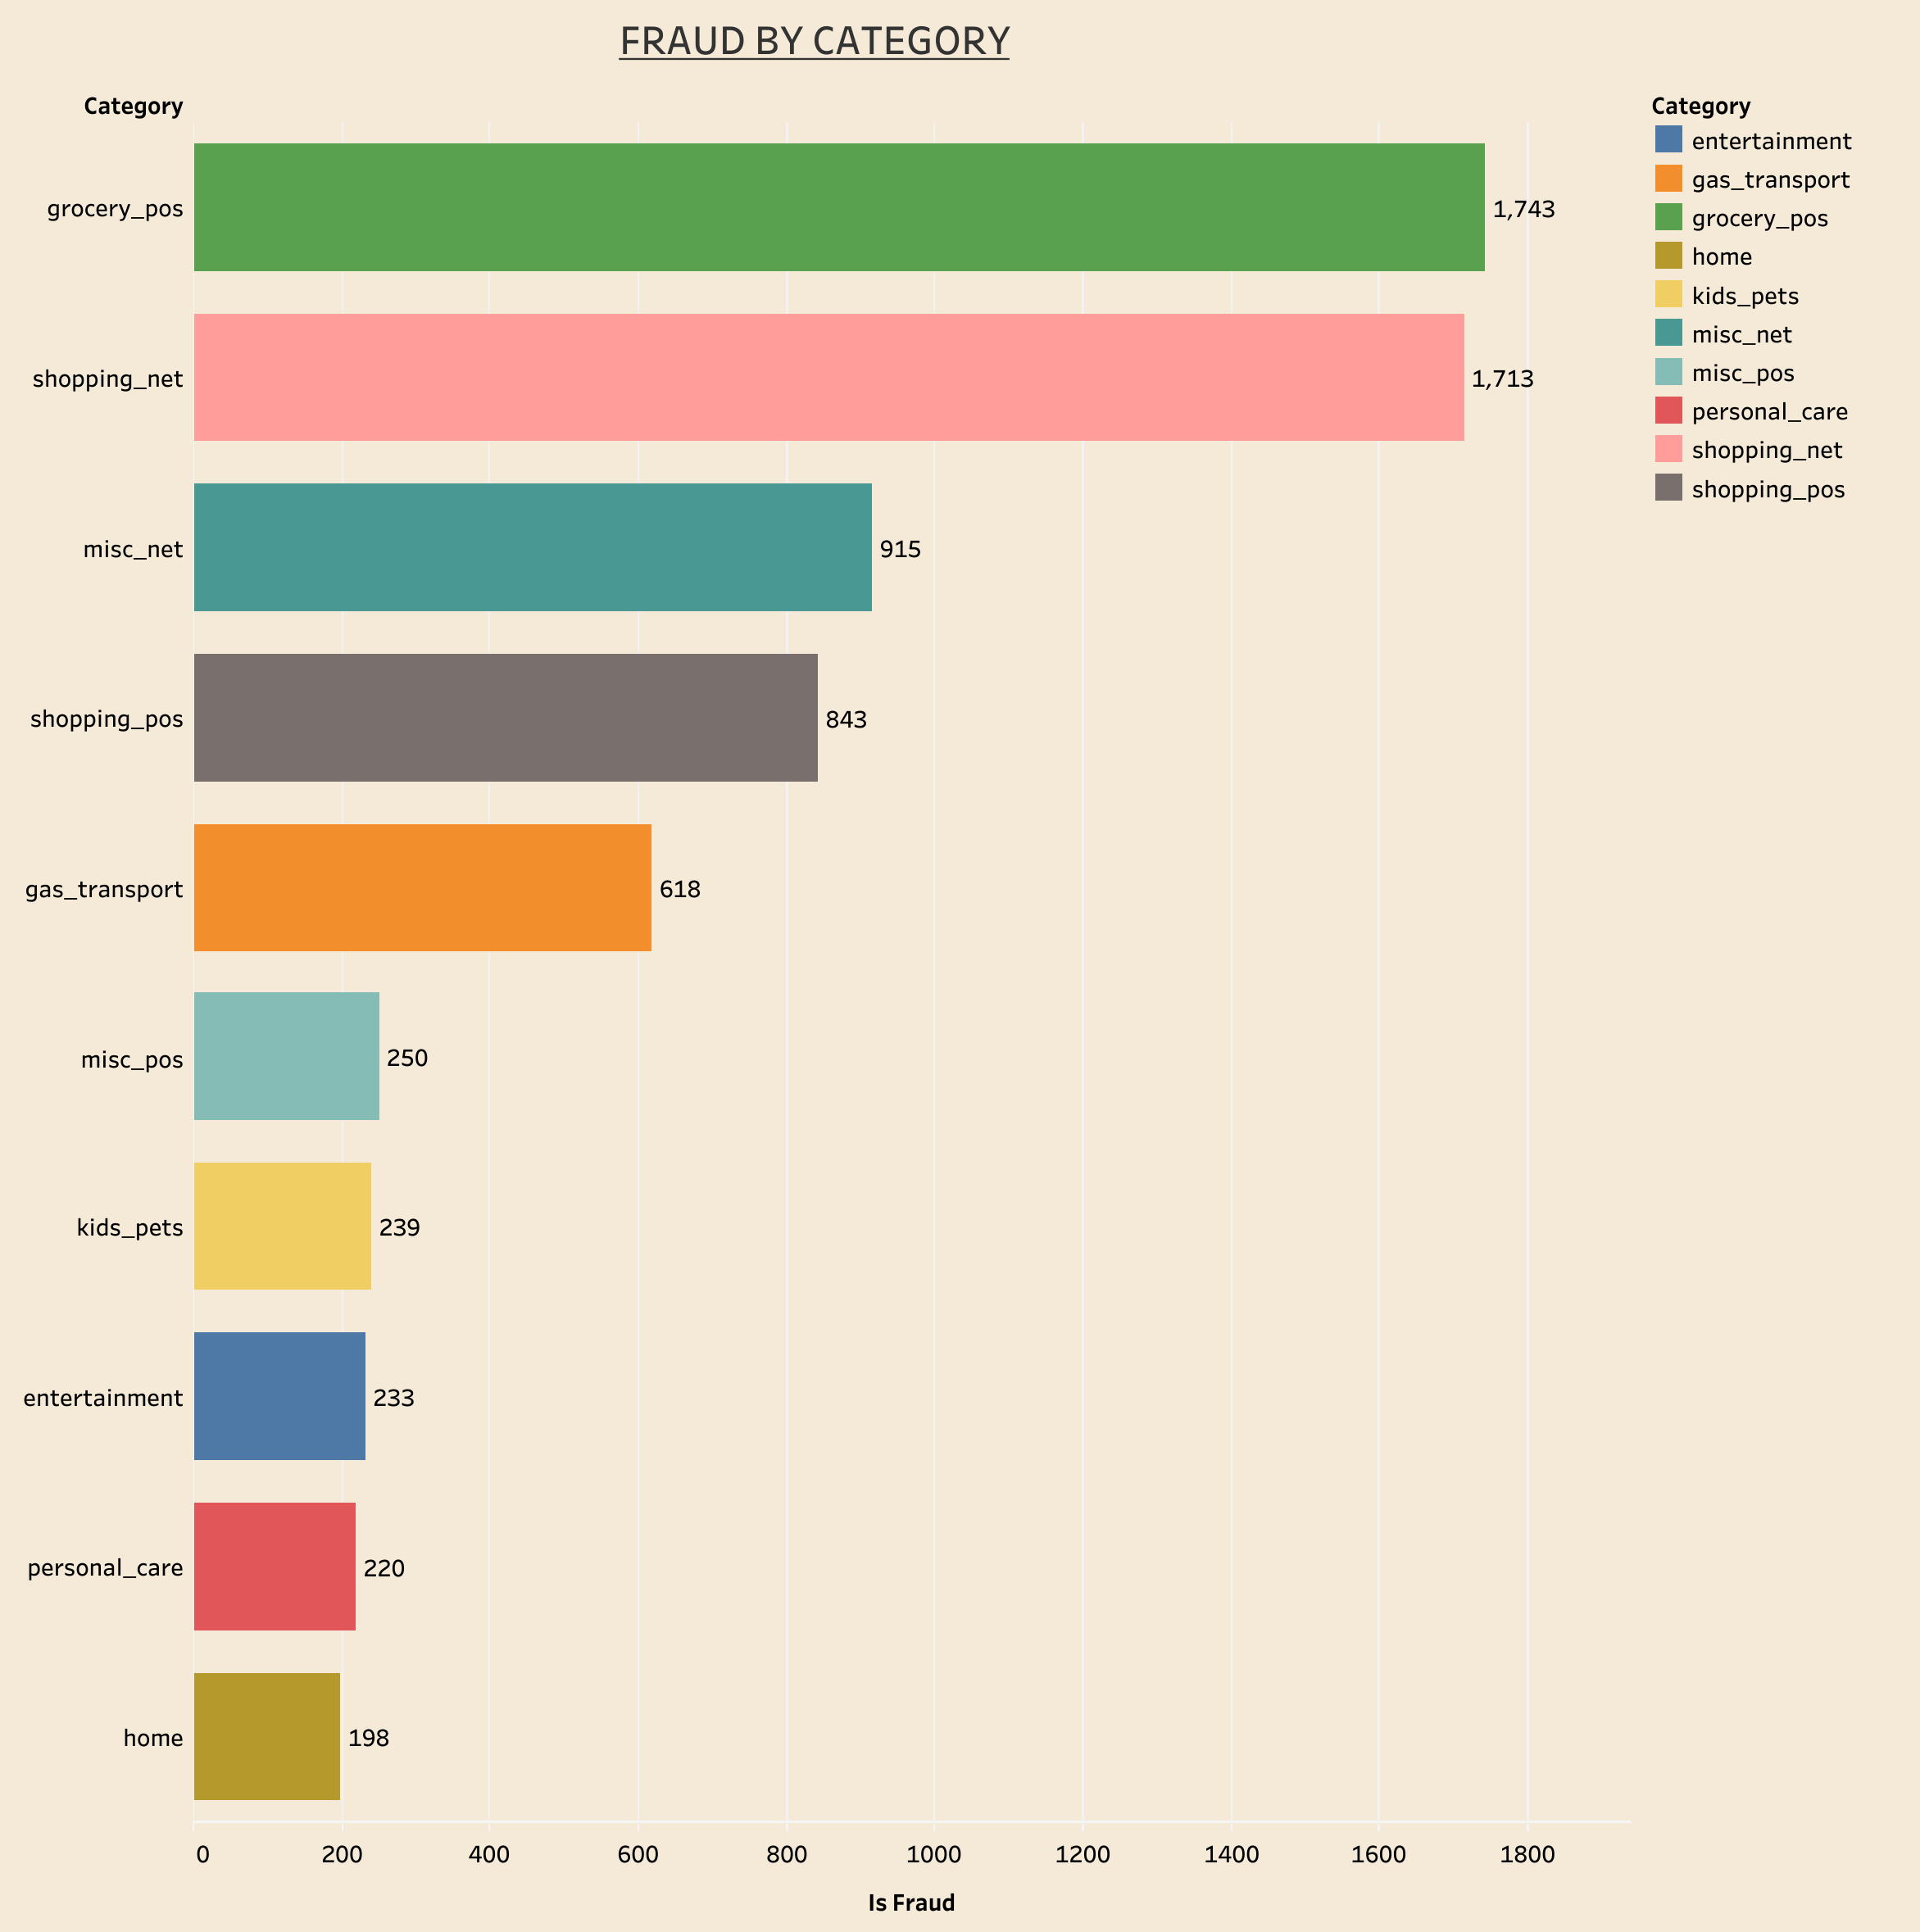 FRAUD BY CATEGORY
Category
grocery_pos
1,743
shopping_net
1,713
misc_net
915
shopping_pos
843
gas_transport
618
misc_pos
250
kids_pets
239
entertainment
233
personal_care
220
home
198
0 200 400 600 800 1000 1200 1400 1600 1800
Is Fraud
Category
entertainment
gas_transport
grocery_pos
home
kids_pets
misc_net
misc_pos
personal_care
shopping_net
shopping_pos